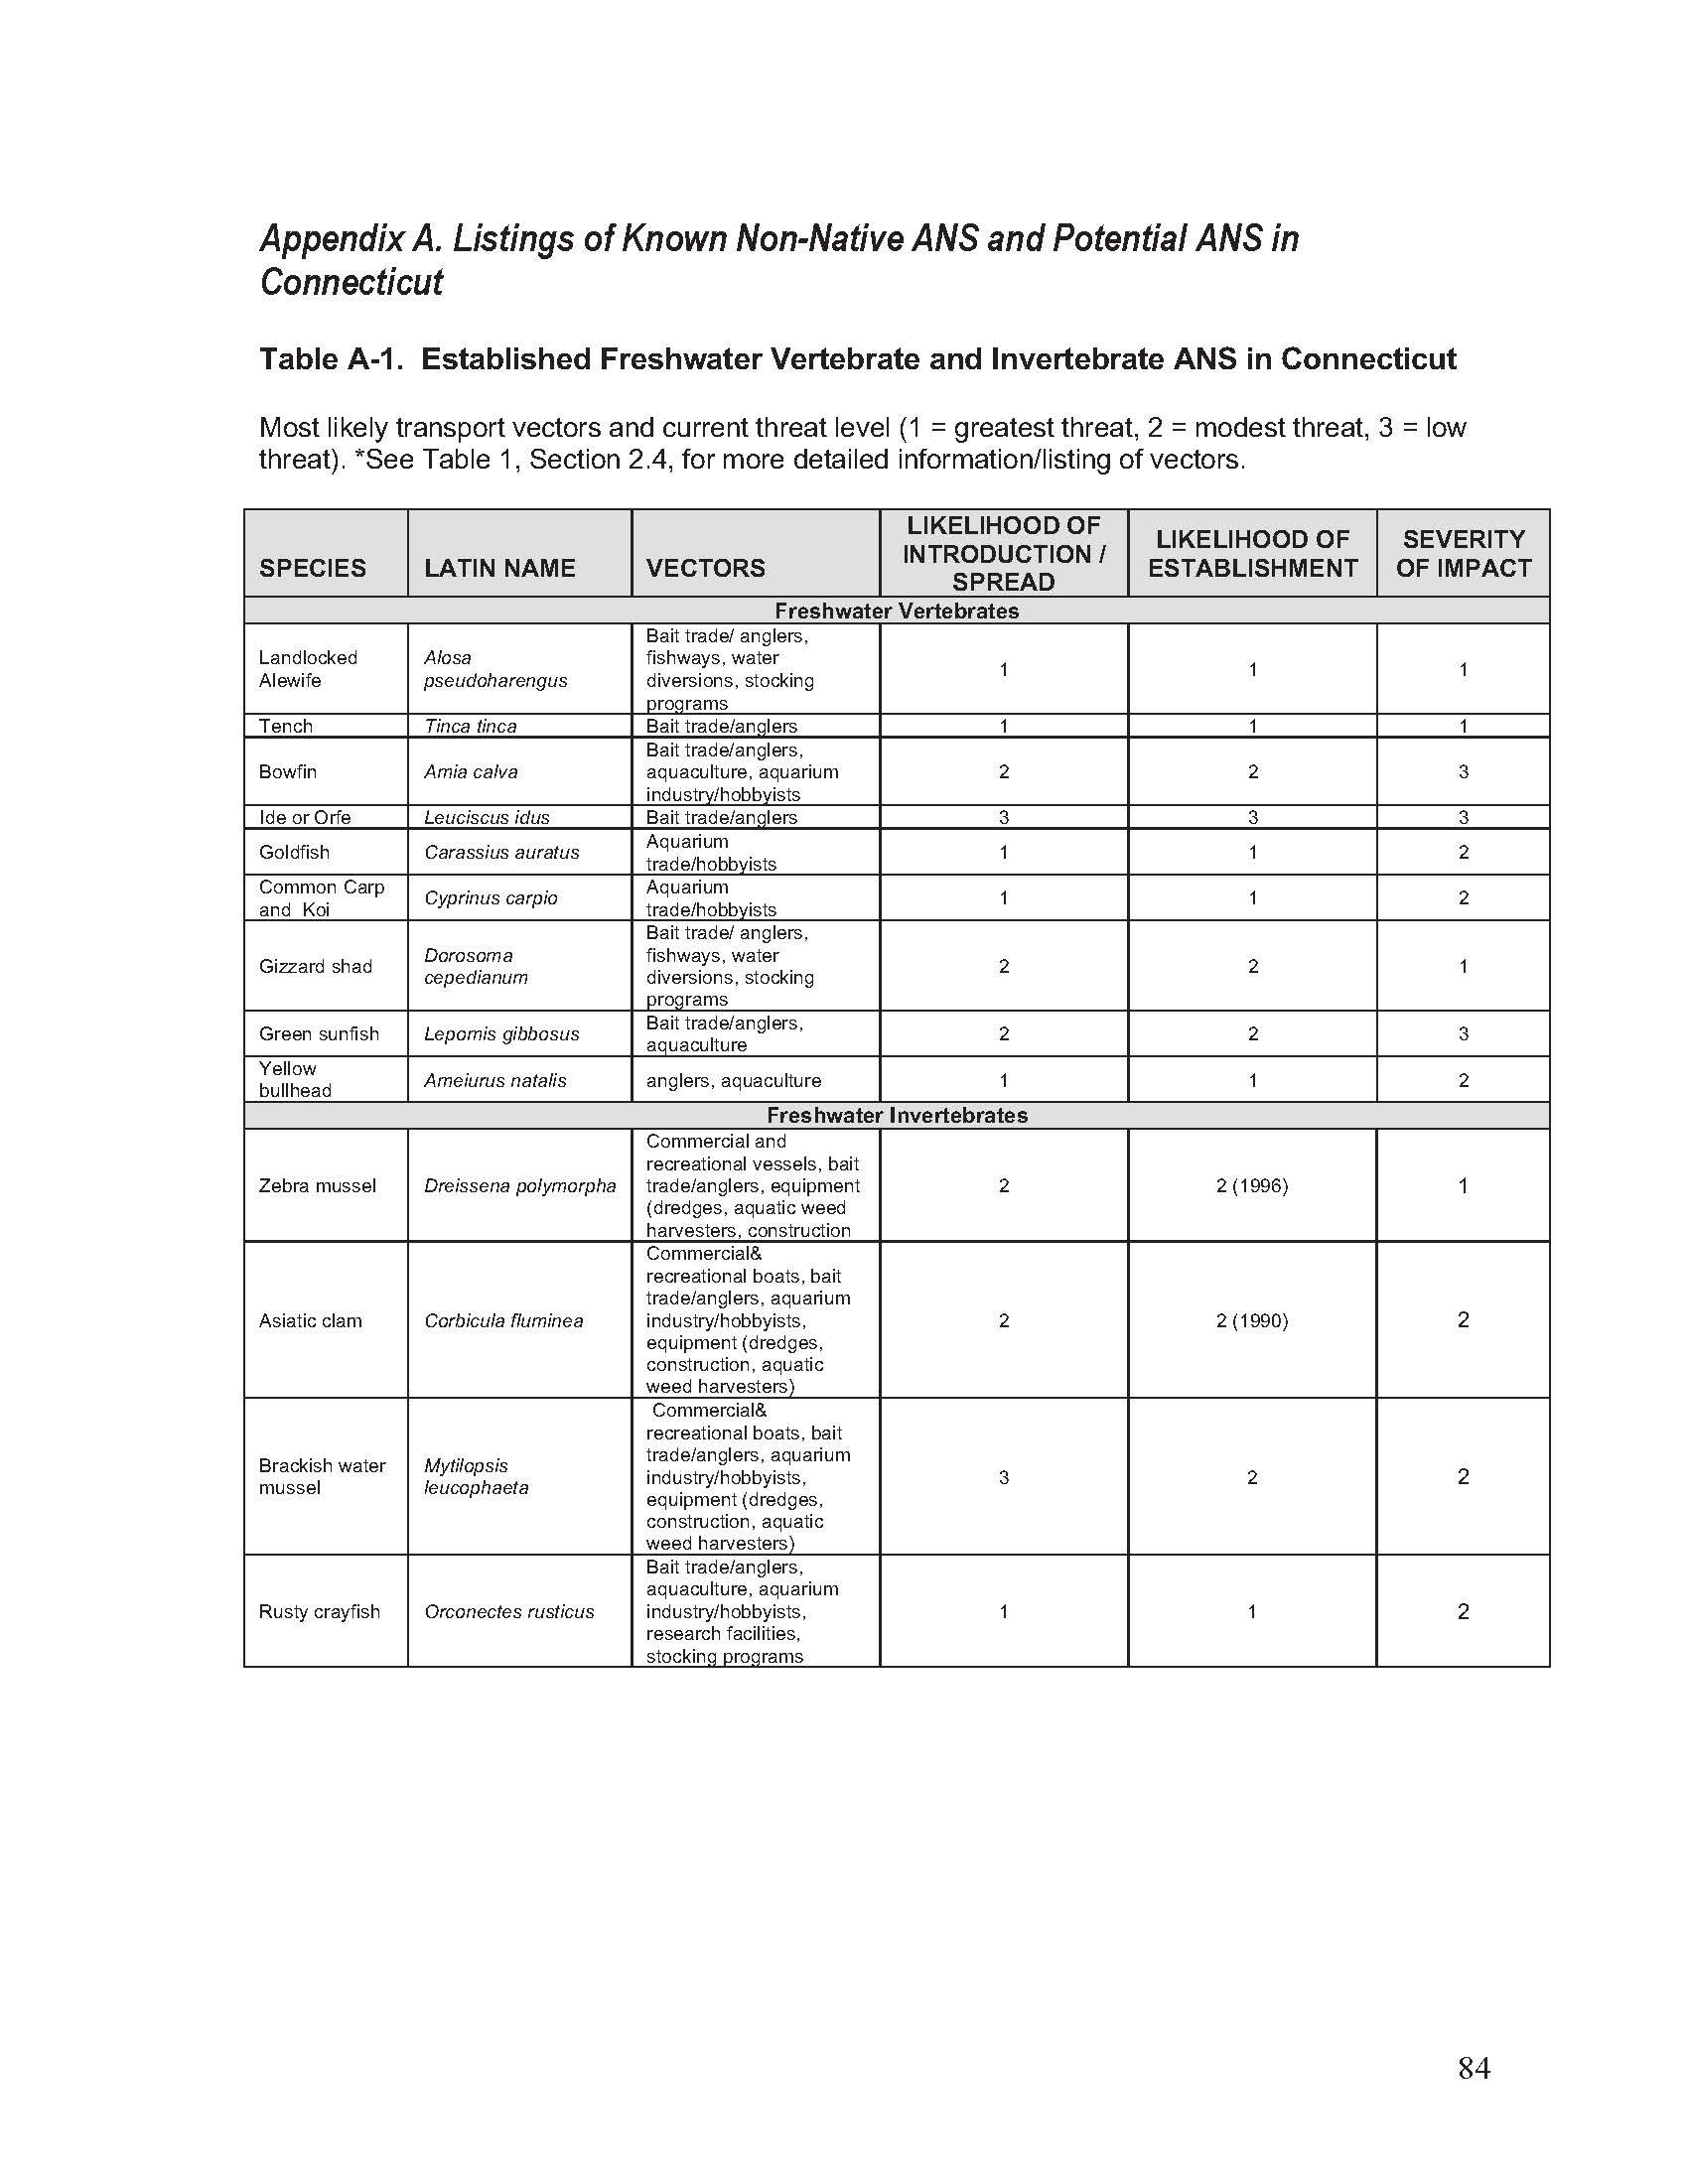 Appendix A. Listings of Known Non-Native ANS and Potential ANS in
Connecticut
Table A-1.  Established Freshwater Vertebrate and Invertebrate ANS in Connecticut
Most likely transport vectors and current threat level (1 = greatest threat, 2 = modest threat, 3 = low
threat). *See Table 1, Section 2.4, for more detailed information/listing of vectors.
SPECIES
LATIN NAME
VECTORS
LIKELIHOOD OF
INTRODUCTION /
SPREAD
LIKELIHOOD OF
ESTABLISHMENT
SEVERITY
OF IMPACT
Freshwater Vertebrates
Landlocked
Alewife
Alosa
pseudoharengus
Bait trade/ anglers,
fishways, water
diversions, stocking
programs
1
1
1
Tench
Tinca tinca
Bait trade/anglers
1
1
1
Bowfin
Amia calva
Bait trade/anglers,
aquaculture, aquarium
industry/hobbyists
2
2
3
Ide or Orfe
Leuciscus idus
Bait trade/anglers
3
3
3
Goldfish
Carassius auratus
Aquarium
trade/hobbyists
1
1
2
Common Carp
and  Koi
Cyprinus carpio
Aquarium
trade/hobbyists
1
1
2
Gizzard shad
Dorosoma
cepedianum
Bait trade/ anglers,
fishways, water
diversions, stocking
programs
2
2
1
Green sunfish
Lepomis gibbosus
Bait trade/anglers,
aquaculture
2
2
3
Yellow
bullhead
Ameiurus natalis
anglers, aquaculture
1
1
2
Freshwater Invertebrates
Zebra mussel
Dreissena polymorpha
Commercial and
recreational vessels, bait
trade/anglers, equipment
(dredges, aquatic weed
harvesters, construction
2
2 (1996)
1
Asiatic clam
Corbicula fluminea
Commercial&
recreational boats, bait
trade/anglers, aquarium
industry/hobbyists,
equipment (dredges,
construction, aquatic
weed harvesters)
2
2 (1990)
2
Brackish water
mussel
Mytilopsis
leucophaeta
Commercial&
recreational boats, bait
trade/anglers, aquarium
industry/hobbyists,
equipment (dredges,
construction, aquatic
weed harvesters)
3
2
2
Rusty crayfish
Orconectes rusticus
Bait trade/anglers,
aquaculture, aquarium
industry/hobbyists,
research facilities,
stocking programs
1
1
2
84